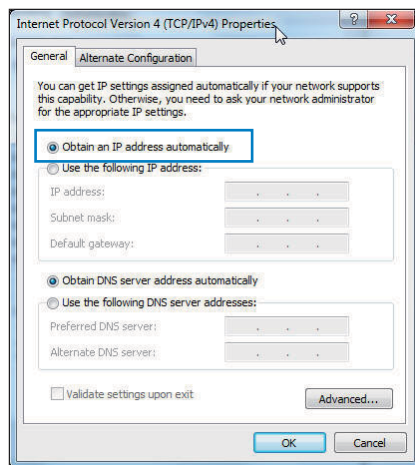 Internet Protocol Version 4 (TCP/IPv4) Properties
General
Alternate Configuration
You can get IP settings assigned automatically if your network supports
this capability. Otherwise, you need to ask your network administrator
for the appropriate IP settings.
Obtain an IP address automatically
Use the following IP address:
IP address:
Subnet mask:
Default gateway:
Obtain DNS server address automatically
Use the following DNS server addresses:
Preferred DNS server:
Alternate DNS server:
Validate settings upon exit
Advanced...
OK
Cancel